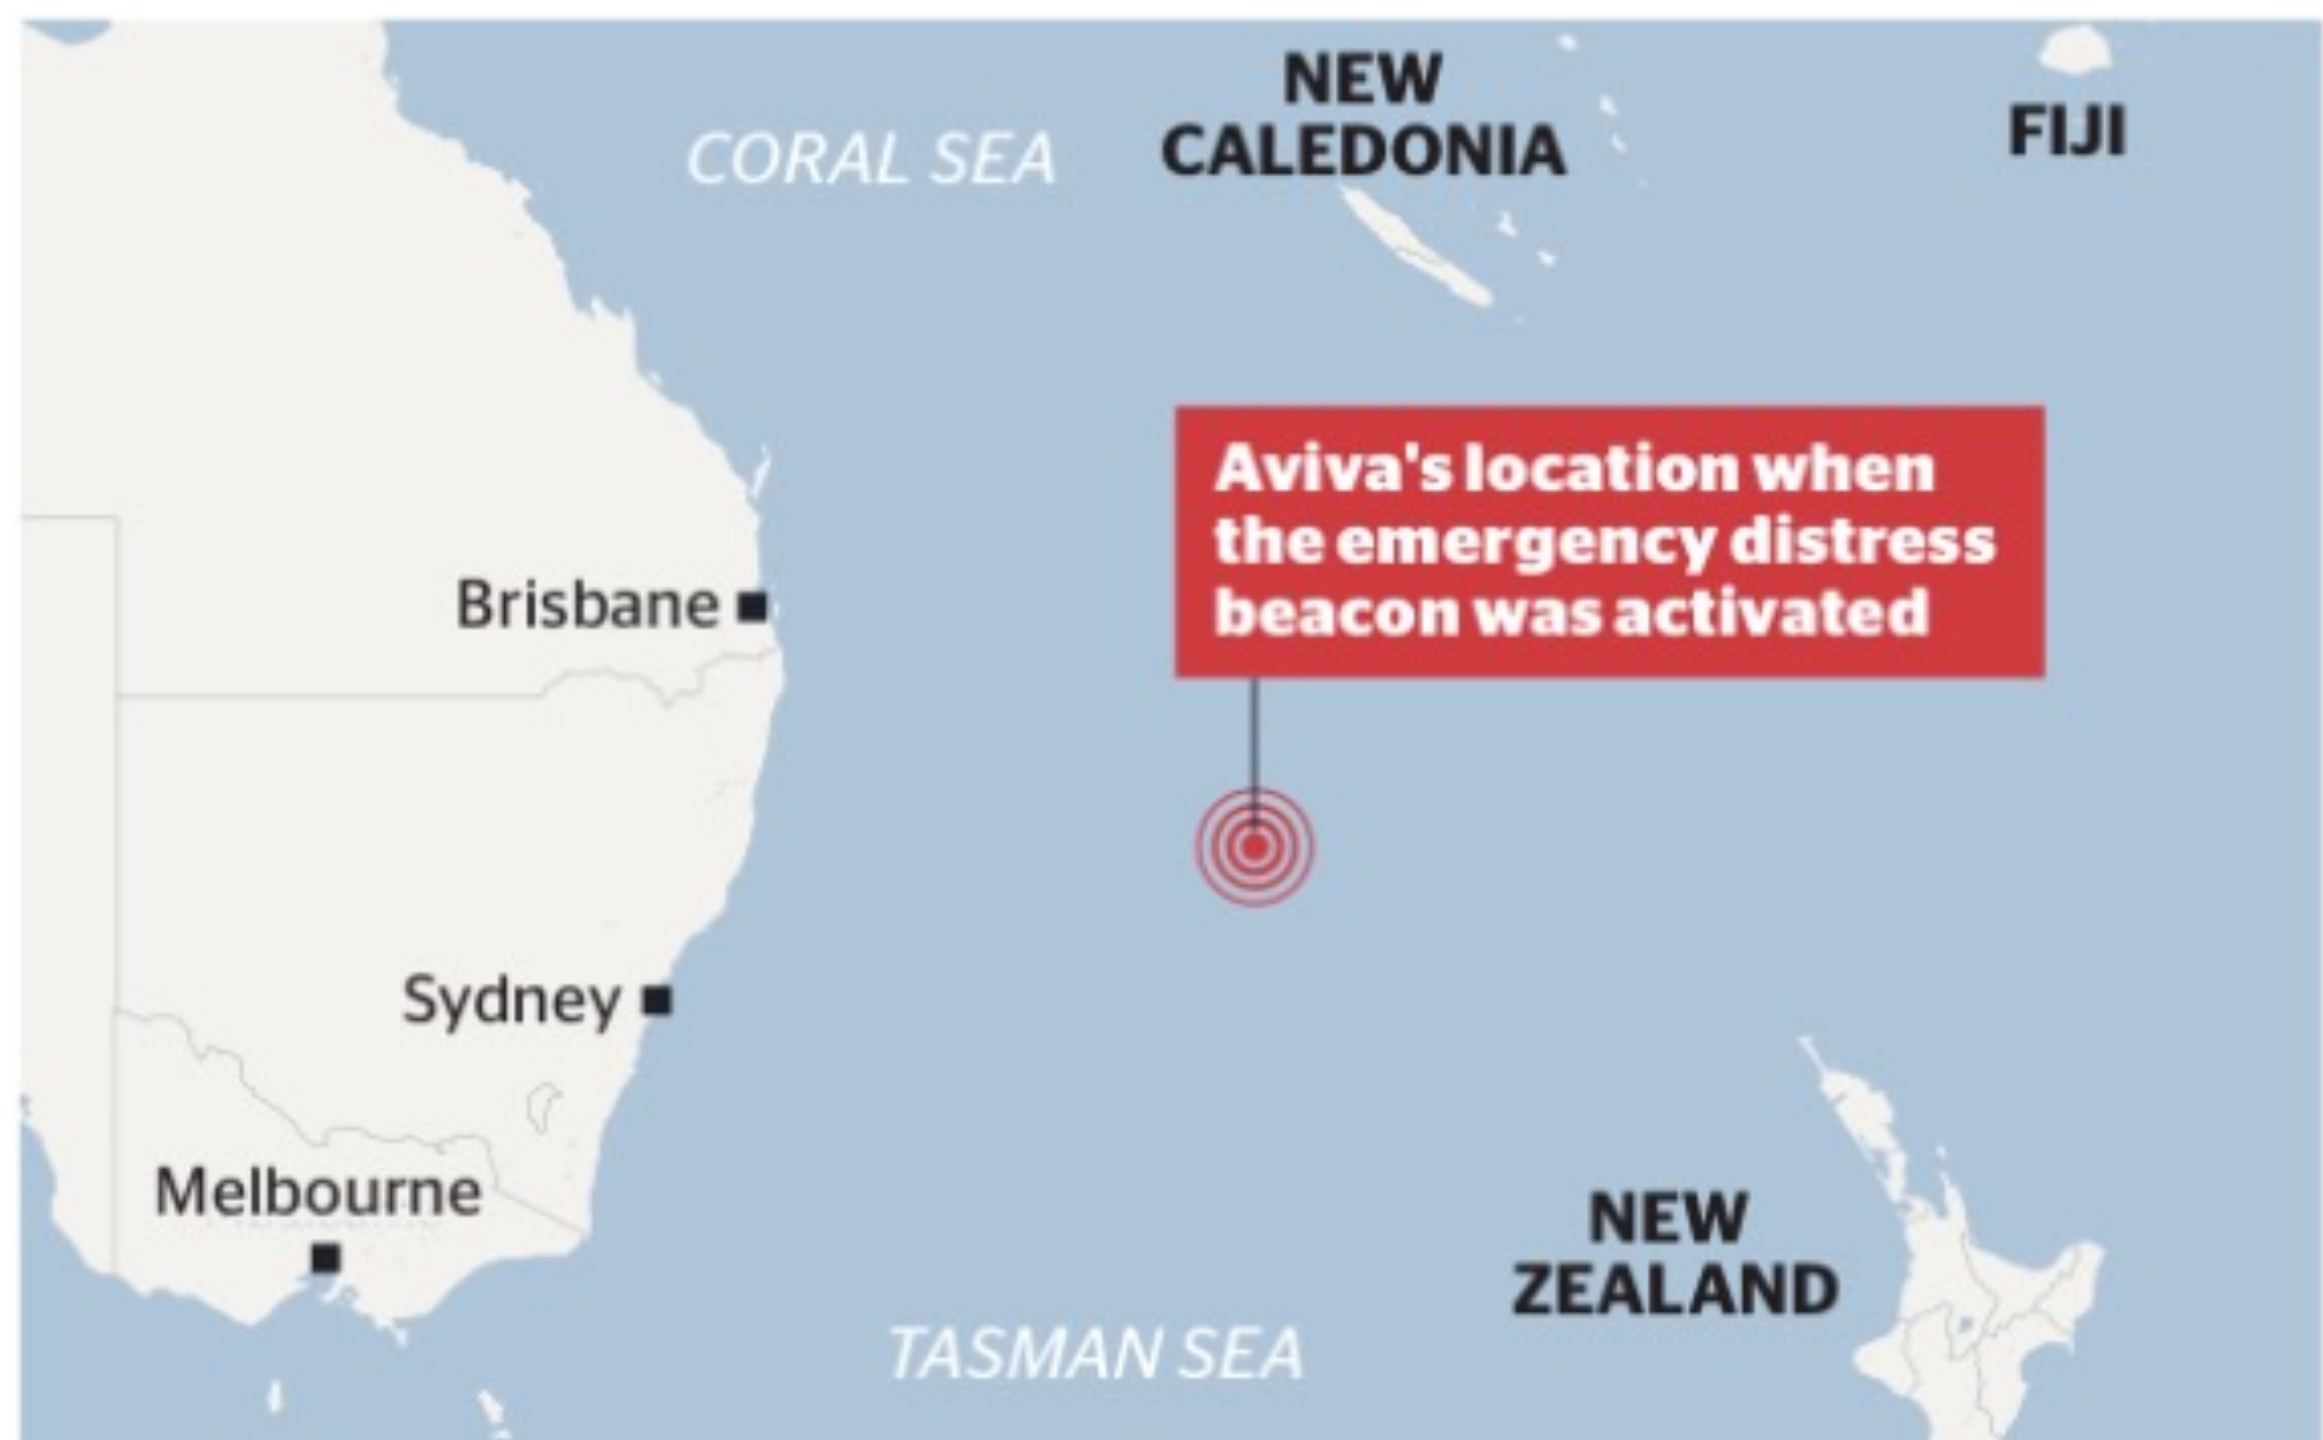 NEW
CALEDONIA
FIJI
CORAL SEA
Aviva's location when
the emergency distress
beacon was activated
Brisbane
Sydney
Melbourne
NEW
ZEALAND
TASMAN SEA